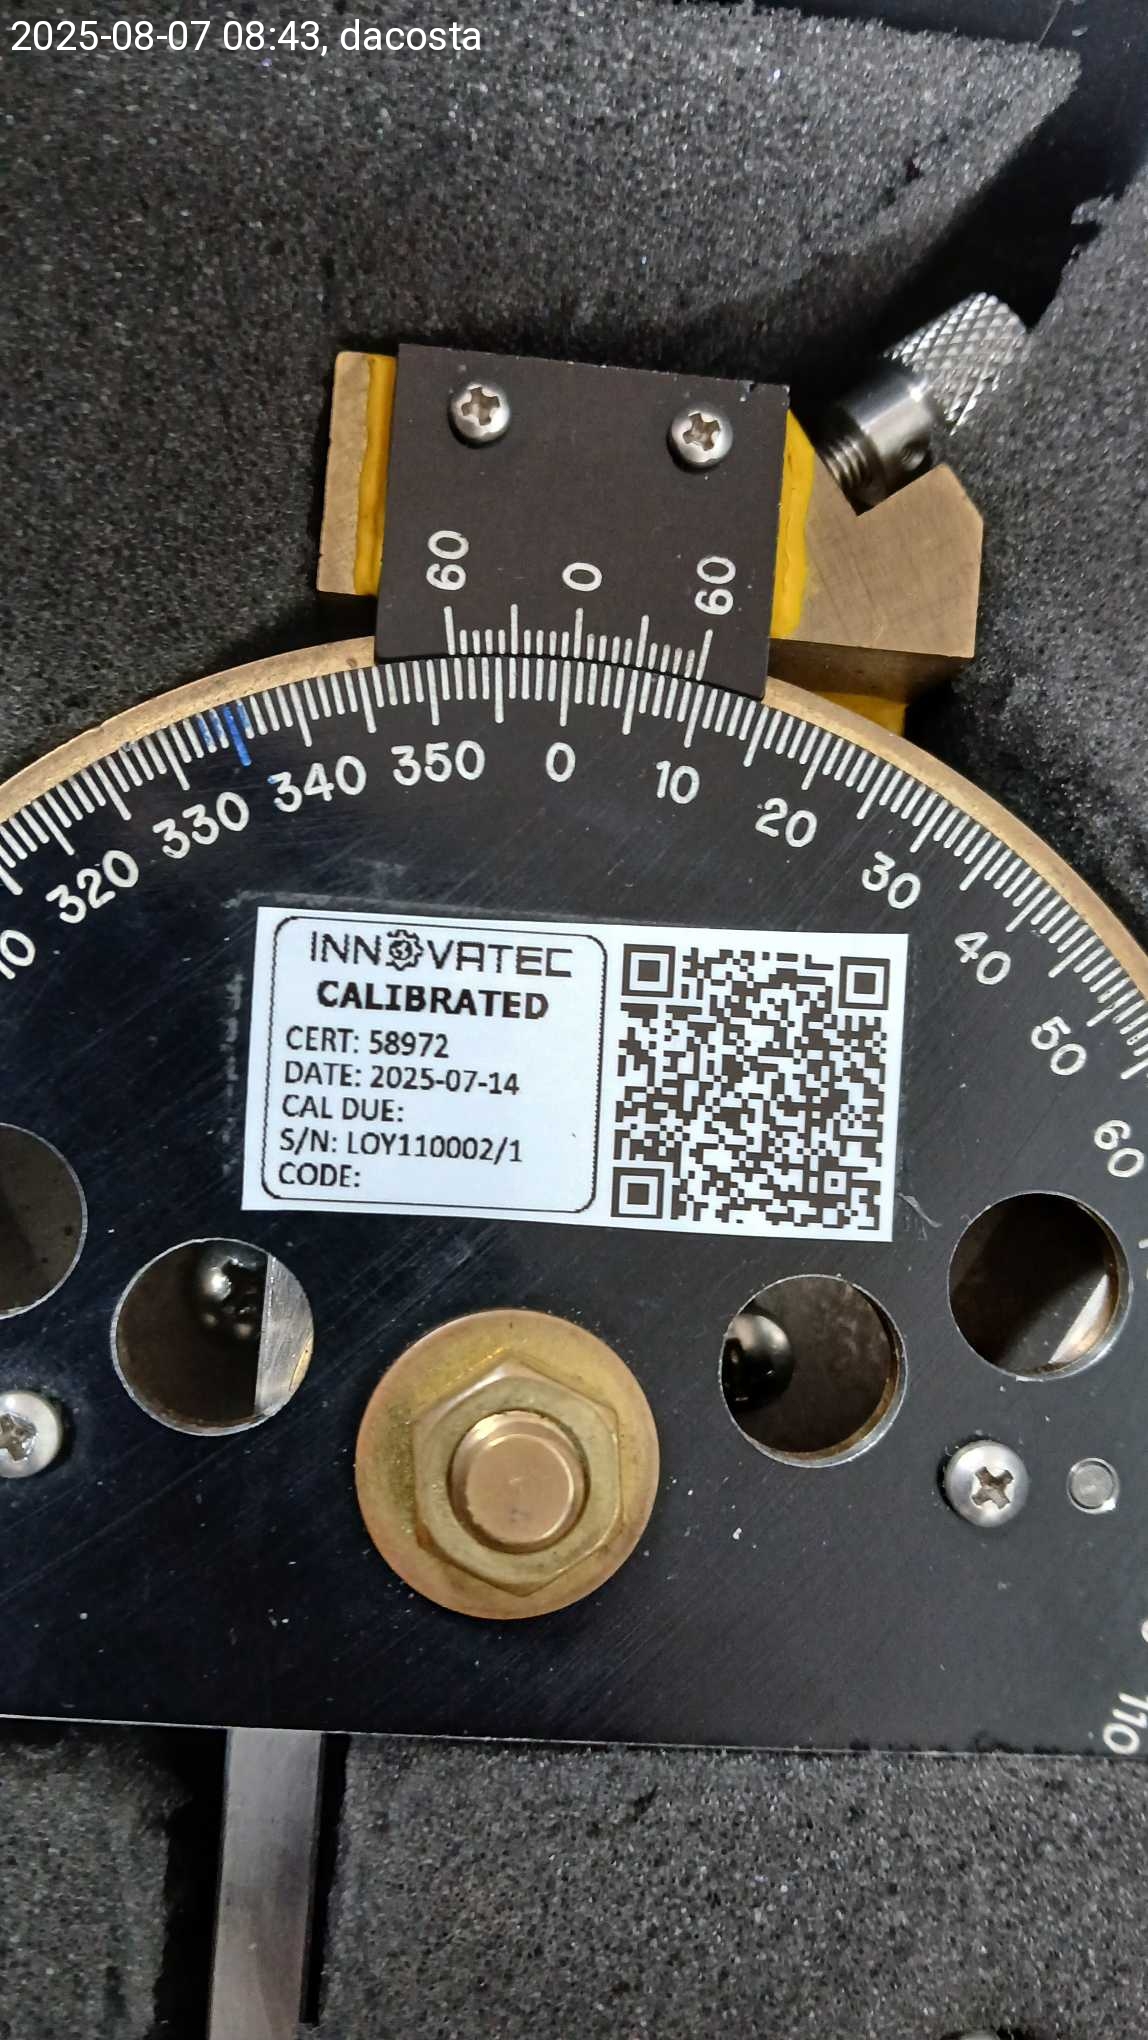 2025-08-07 08:43, dacosta
60 0 60
320 330 340 350 0 10 20 30 40 50 60
110
INNOVATEC
CALIBRATED
CERT: 58972
DATE: 2025-07-14
CAL DUE:
S/N: LOY110002/1
CODE: